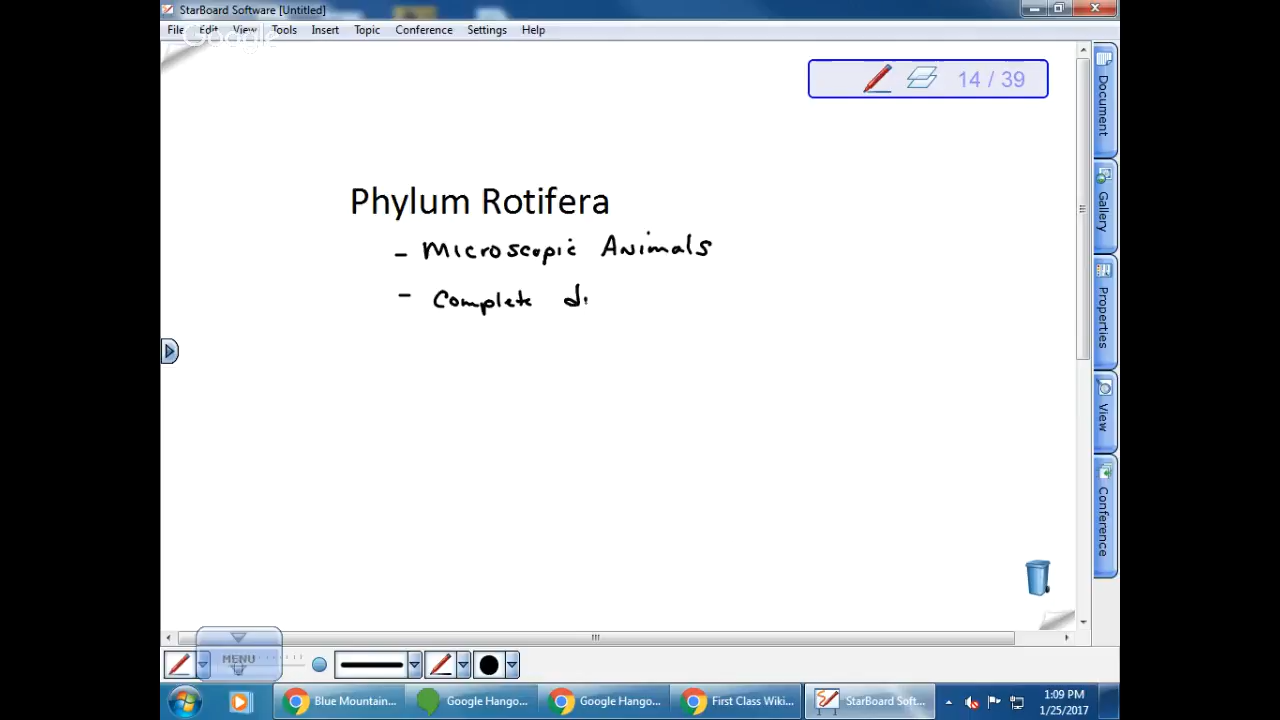 StarBoard Software [Untitled]
File Edit View Tools Insert Topic Conference Settings Help
Google
14 / 39
Document
Gallery
Properties
View
Conference
Phylum Rotifera
- Microscopic Animals
- Complete di
MENU
Blue Mountain...
Google Hango...
Google Hango...
First Class Wiki...
StarBoard Soft...
1:09 PM
1/25/2017